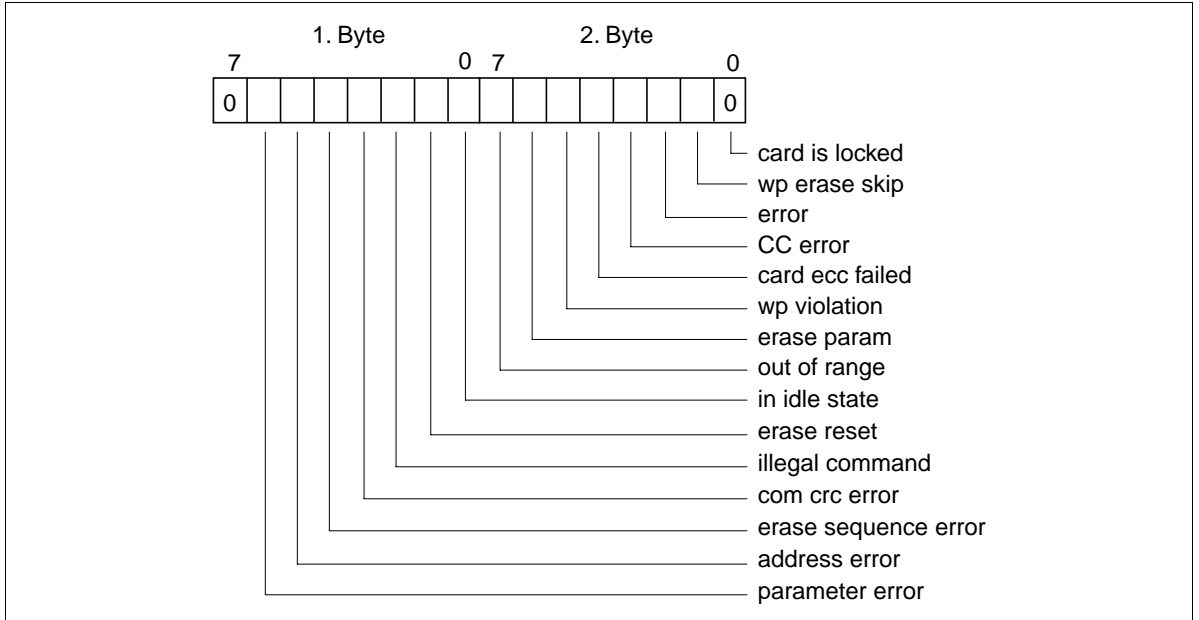 1. Byte 2. Byte
7 0 7 0
0 0
card is locked
wp erase skip
error
CC error
card ecc failed
wp violation
erase param
out of range
in idle state
erase reset
illegal command
com crc error
erase sequence error
address error
parameter error